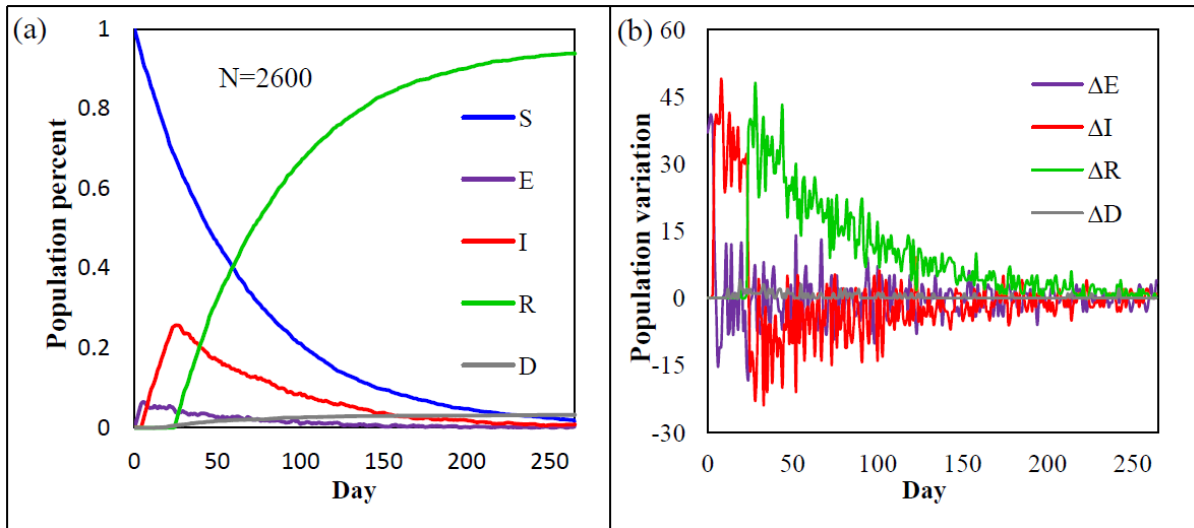 (a)
1
0.8
0.6
0.4
0.2
0
0 50 100 150 200 250
Population percent
Day
N=2600
S
E
I
R
D
(b)
60
45
30
15
0
-15
-30
0 50 100 150 200 250
Population variation
Day
ΔE
ΔI
ΔR
ΔD